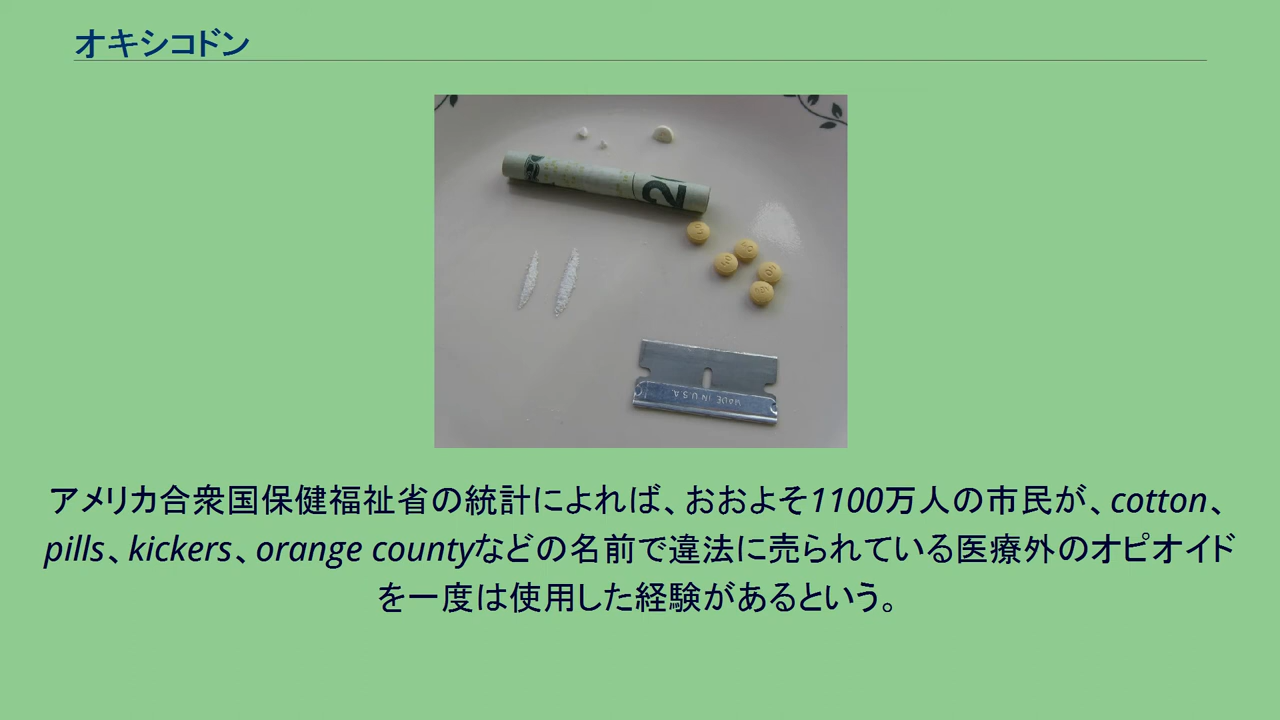 オキシコドン
2
MADE IN U.S.A.
アメリカ合衆国保健福祉省の統計によれば、おおよそ1100万人の市民が、cotton、
pills、kickers、orange countyなどの名前で違法に売られている医療外のオピオイド
を一度は使用した経験があるという。